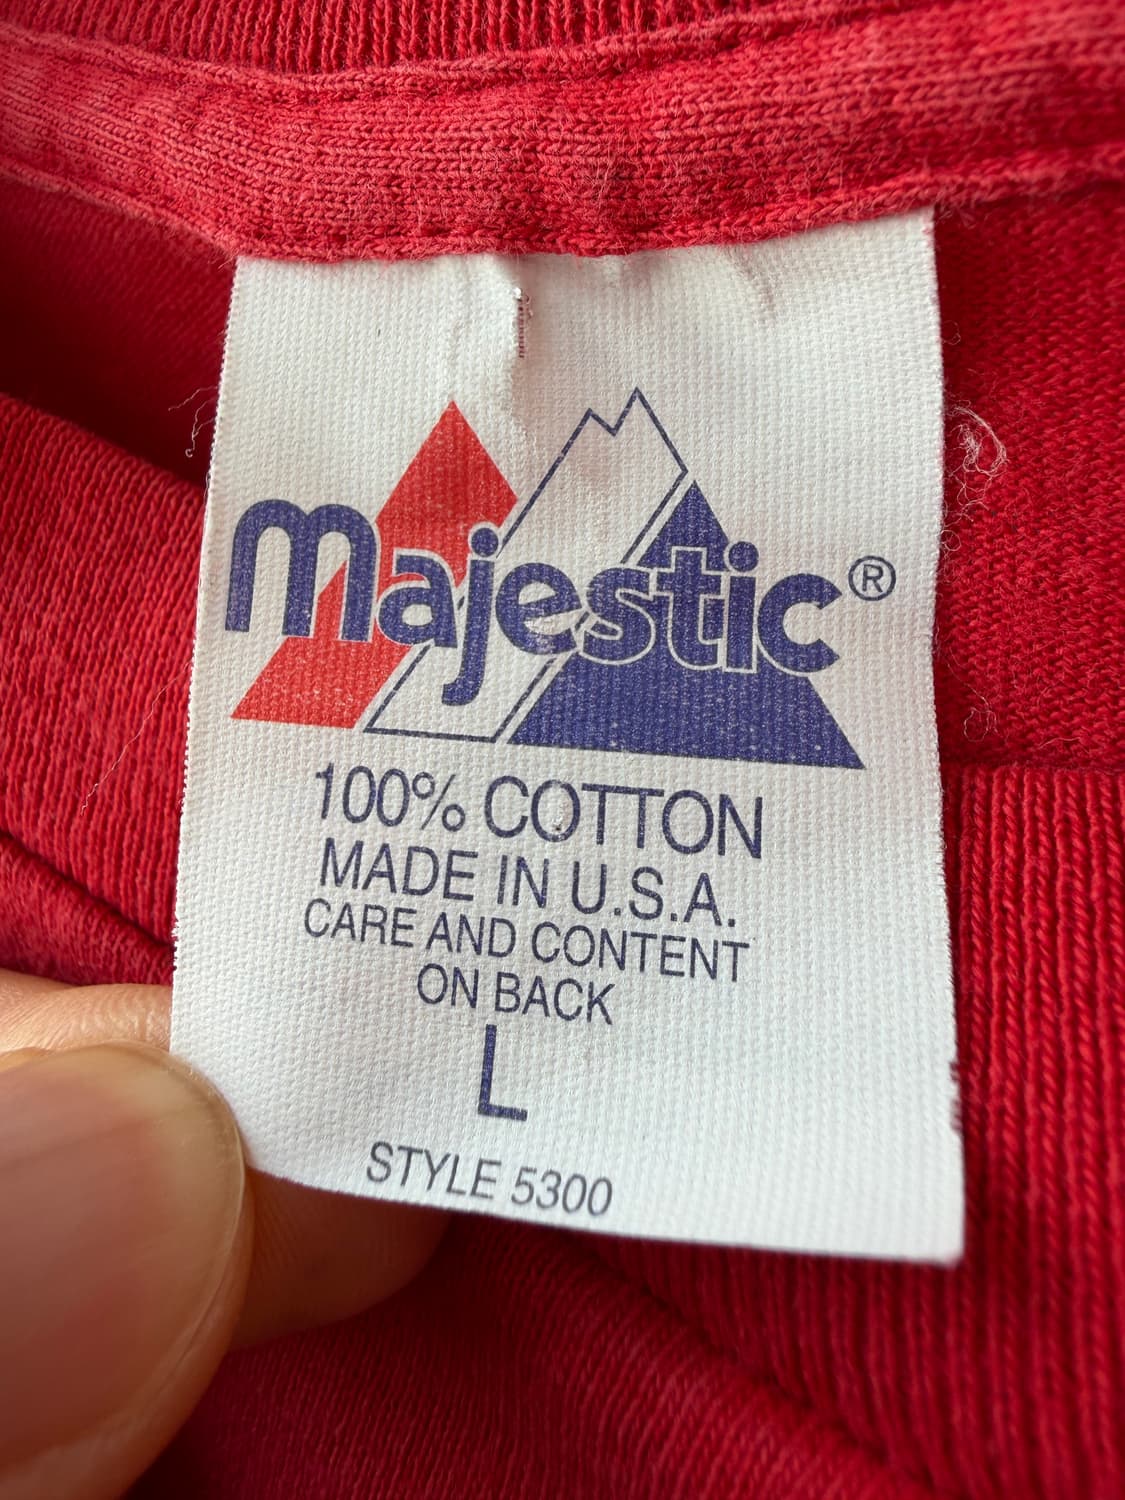 majestic®
100% COTTON
MADE IN U.S.A.
CARE AND CONTENT
ON BACK
L
STYLE 5300